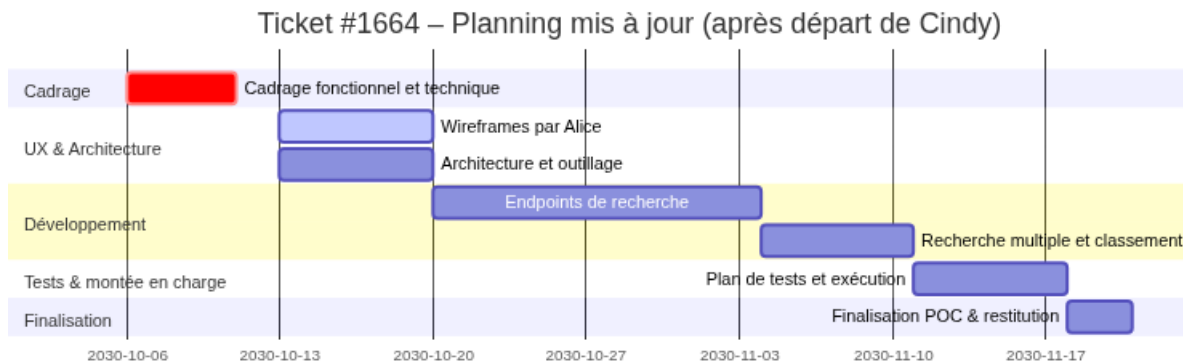 Ticket #1664 – Planning mis à jour (après départ de Cindy)
Cadrage
Cadrage fonctionnel et technique
UX & Architecture
Wireframes par Alice
Architecture et outillage
Développement
Endpoints de recherche
Recherche multiple et classement
Tests & montée en charge
Plan de tests et exécution
Finalisation
Finalisation POC & restitution
2030-10-06
2030-10-13
2030-10-20
2030-10-27
2030-11-03
2030-11-10
2030-11-17